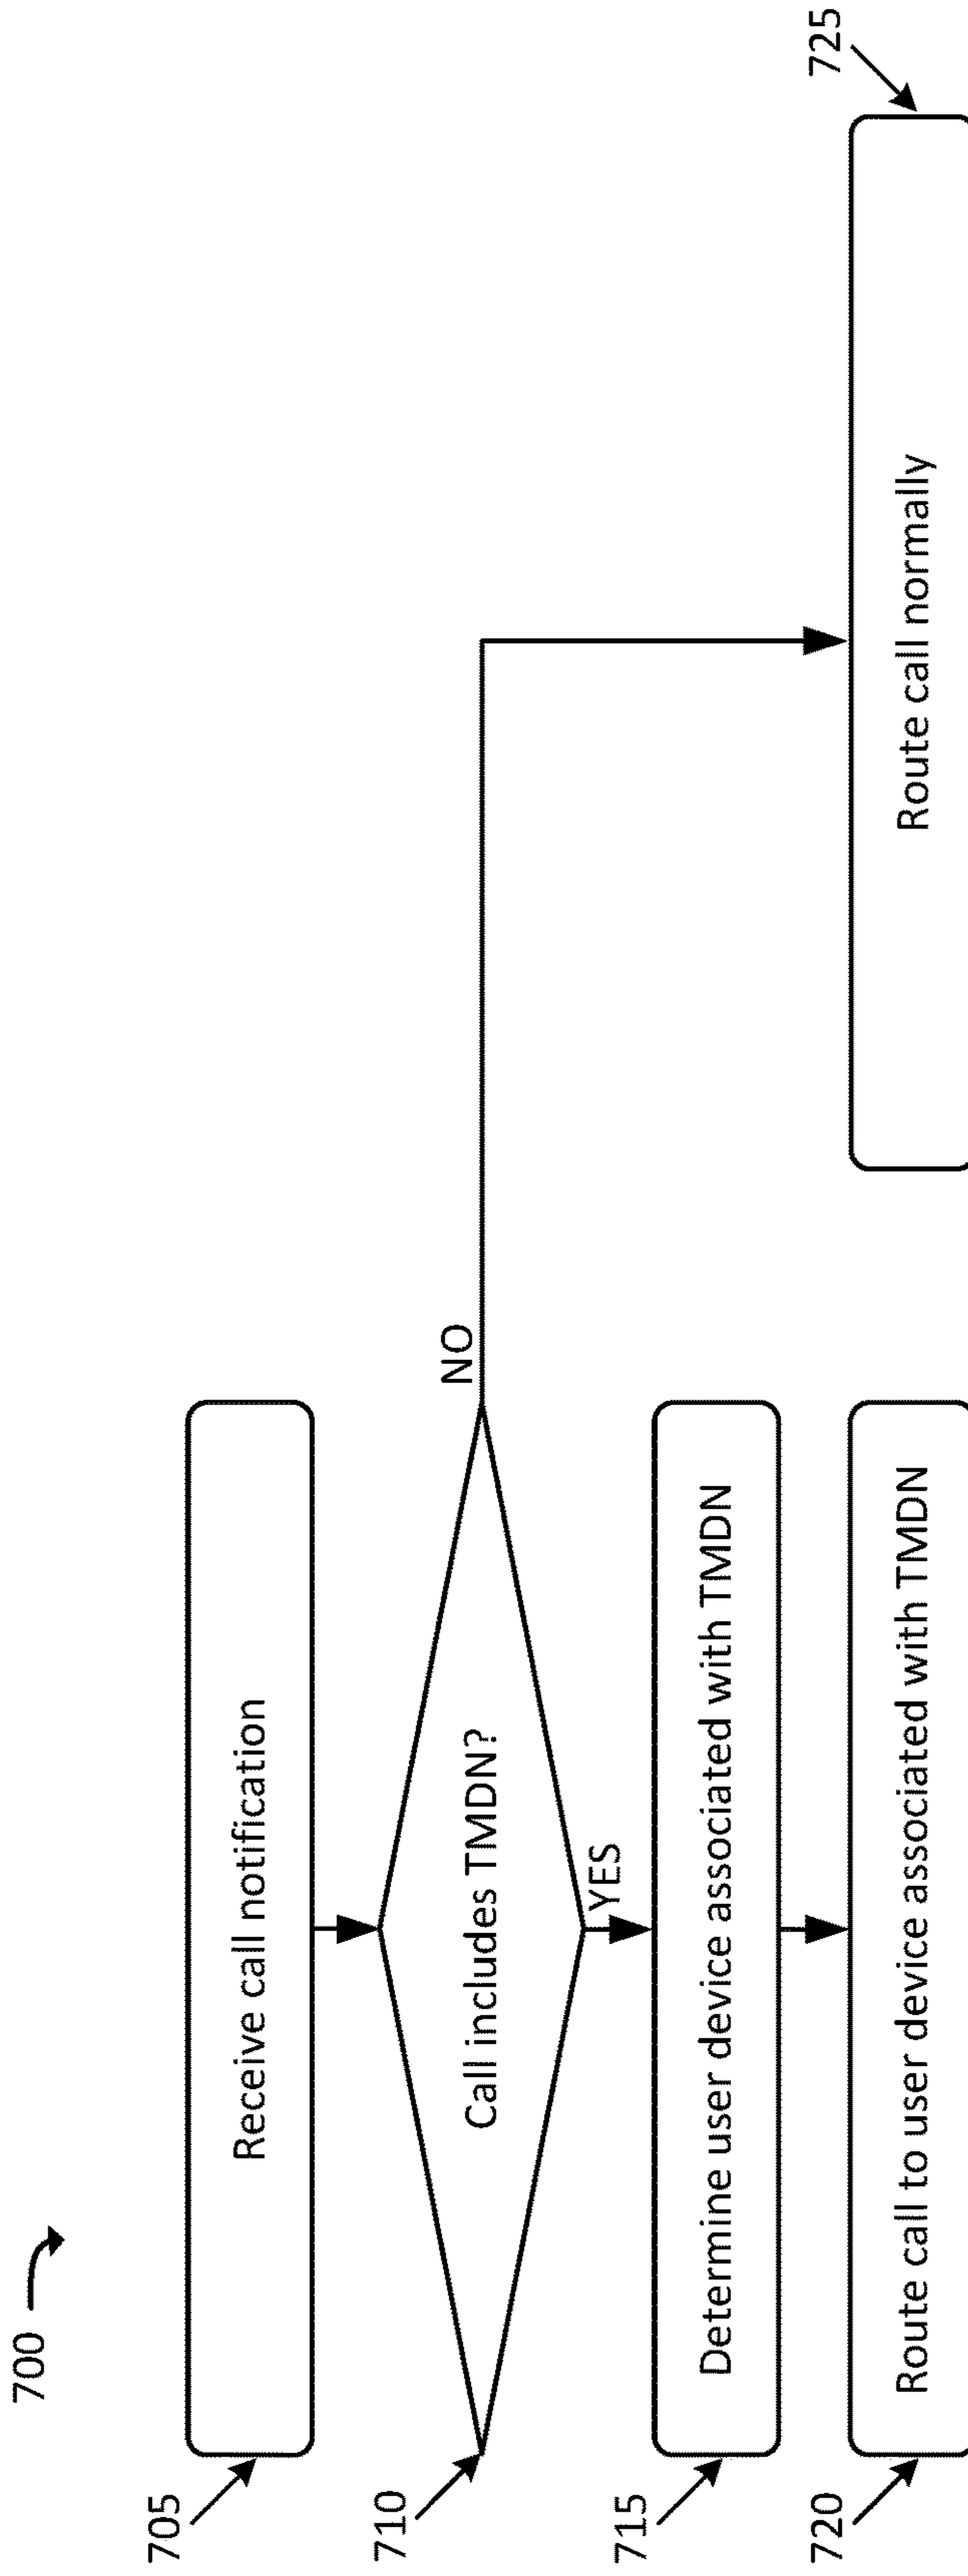 700
705
Receive call notification
710
Call includes TMDN?
NO
YES
715
Determine user device associated with TMDN
720
Route call to user device associated with TMDN
725
Route call normally